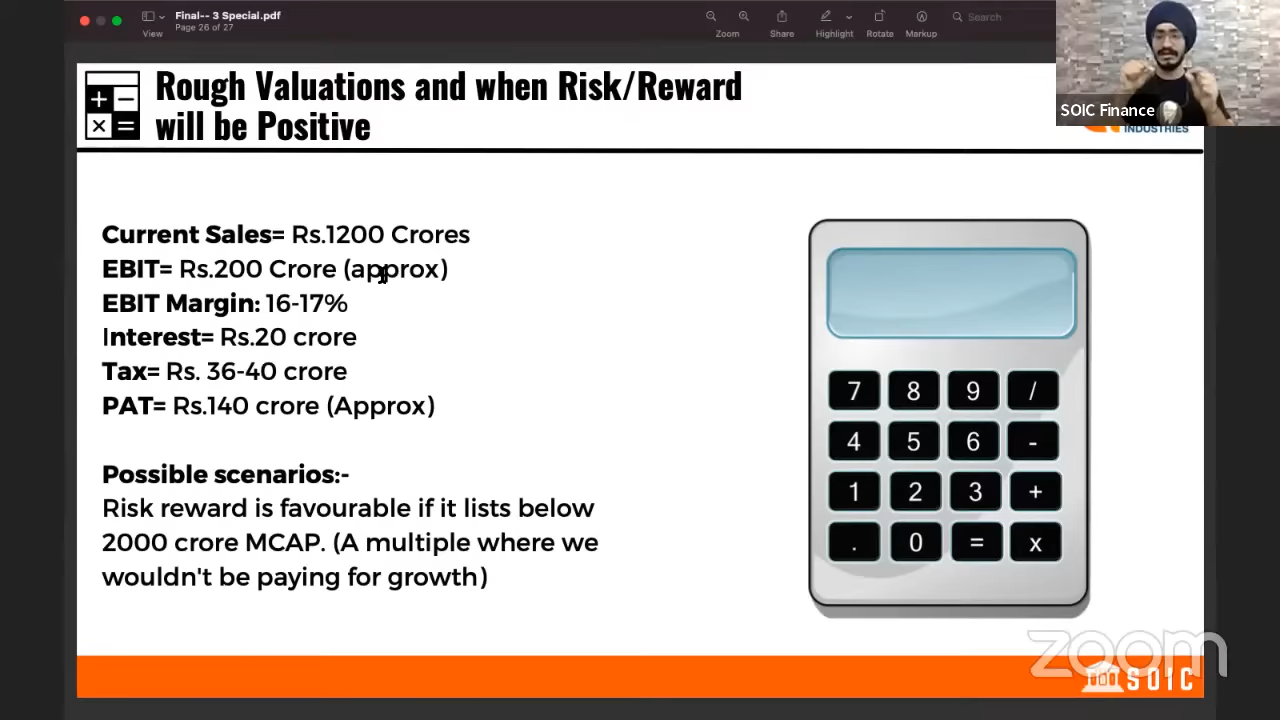 Final-- 3 Special.pdf
Page 26 of 27
View
Zoom
Share
Highlight
Rotate
Markup
Search
SOIC Finance
INDUSTRIES
Rough Valuations and when Risk/Reward
will be Positive
Current Sales= Rs.1200 Crores
EBIT= Rs.200 Crore (approx)
EBIT Margin: 16-17%
Interest= Rs.20 crore
Tax= Rs. 36-40 crore
PAT= Rs.140 crore (Approx)
Possible scenarios:-
Risk reward is favourable if it lists below
2000 crore MCAP. (A multiple where we
wouldn't be paying for growth)
7 8 9 /
4 5 6 -
1 2 3 +
. 0 = x
zoom
SOIC